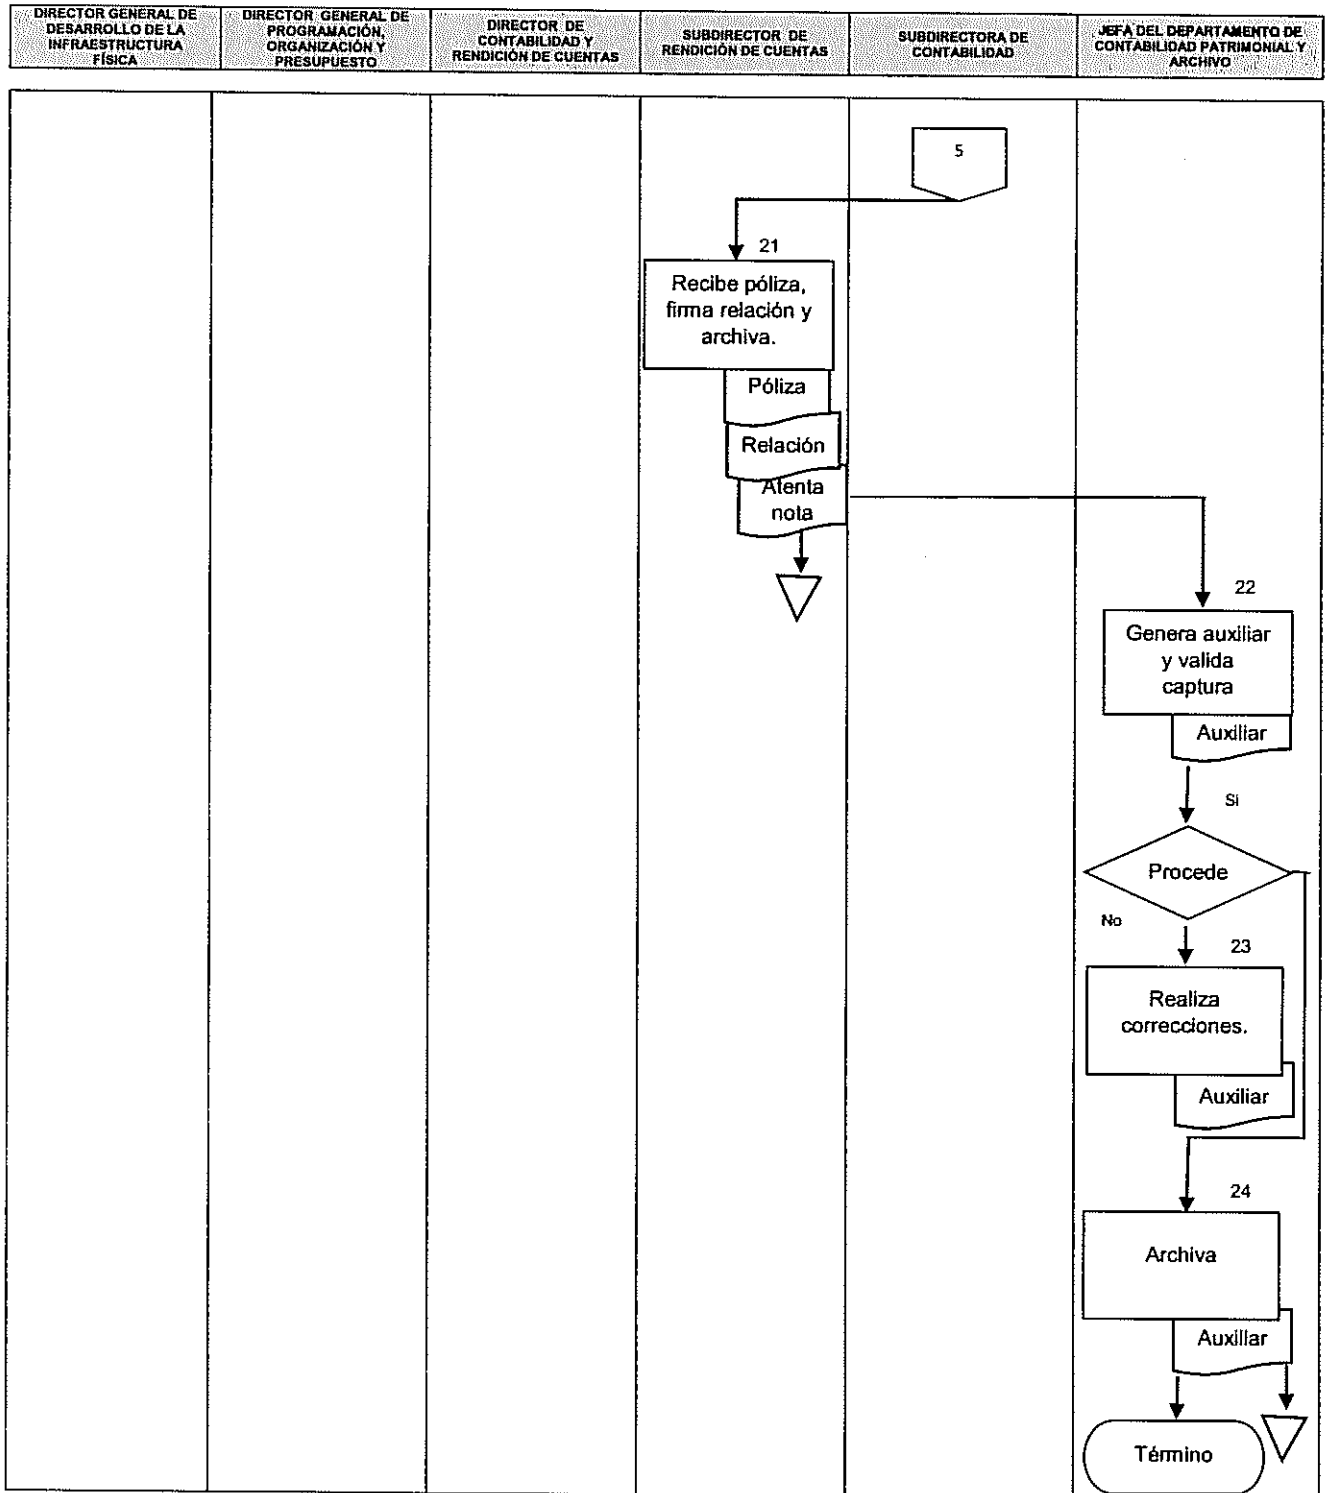 DIRECTOR GENERAL DE
DESARROLLO DE LA
INFRAESTRUCTURA
FÍSICA
DIRECTOR GENERAL DE
PROGRAMACIÓN,
ORGANIZACIÓN Y
PRESUPUESTO
DIRECTOR DE
CONTABILIDAD Y
RENDICIÓN DE CUENTAS
SUBDIRECTOR DE
RENDICIÓN DE CUENTAS
SUBDIRECTORA DE
CONTABILIDAD
JEFA DEL DEPARTAMENTO DE
CONTABILIDAD PATRIMONIAL Y
ARCHIVO
5
21
Recibe póliza,
firma relación y
archiva.
Póliza
Relación
Atenta
nota
22
Genera auxiliar
y valida
captura
Auxiliar
Si
Procede
No
23
Realiza
correcciones.
Auxiliar
24
Archiva
Auxiliar
Término